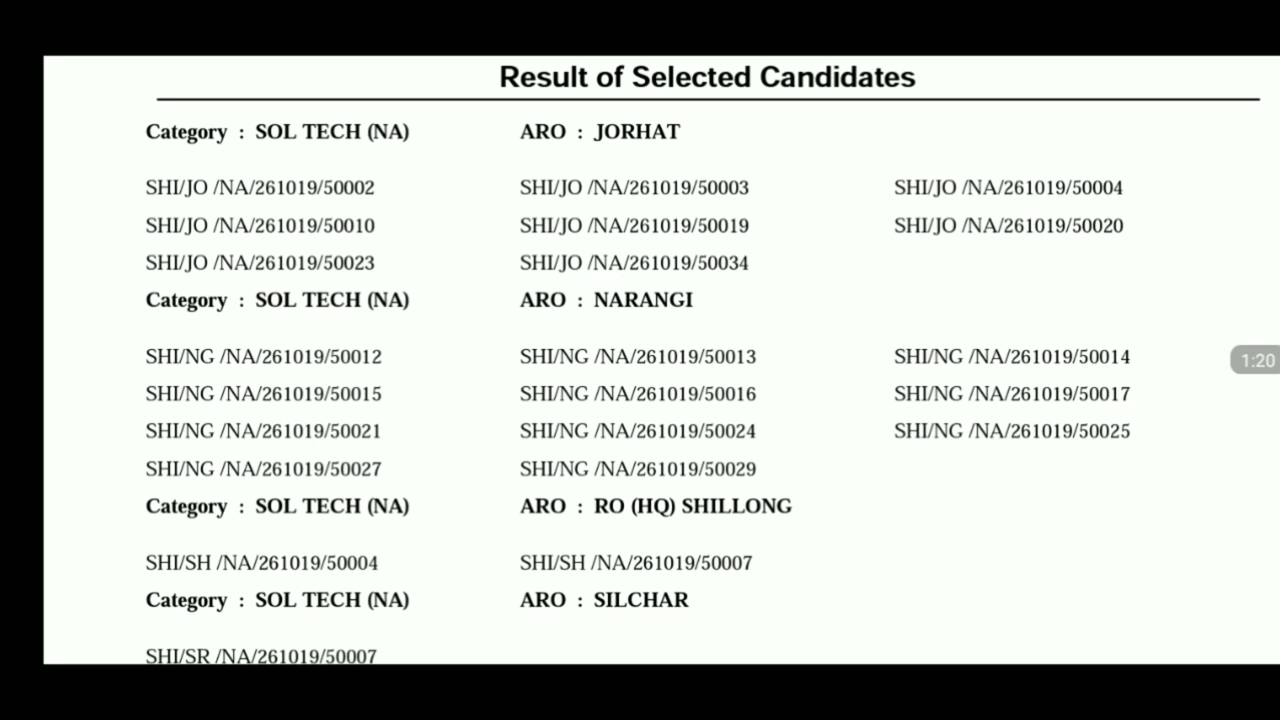 Result of Selected Candidates
Category : SOL TECH (NA) ARO : JORHAT
SHI/JO /NA/261019/50002 SHI/JO /NA/261019/50003 SHI/JO /NA/261019/50004
SHI/JO /NA/261019/50010 SHI/JO /NA/261019/50019 SHI/JO /NA/261019/50020
SHI/JO /NA/261019/50023 SHI/JO /NA/261019/50034
Category : SOL TECH (NA) ARO : NARANGI
SHI/NG /NA/261019/50012 SHI/NG /NA/261019/50013 SHI/NG /NA/261019/50014
SHI/NG /NA/261019/50015 SHI/NG /NA/261019/50016 SHI/NG /NA/261019/50017
1:20
SHI/NG /NA/261019/50021 SHI/NG /NA/261019/50024 SHI/NG /NA/261019/50025
SHI/NG /NA/261019/50027 SHI/NG /NA/261019/50029
Category : SOL TECH (NA) ARO : RO (HQ) SHILLONG
SHI/SH /NA/261019/50004 SHI/SH /NA/261019/50007
Category : SOL TECH (NA) ARO : SILCHAR
SHI/SR /NA/261019/50007